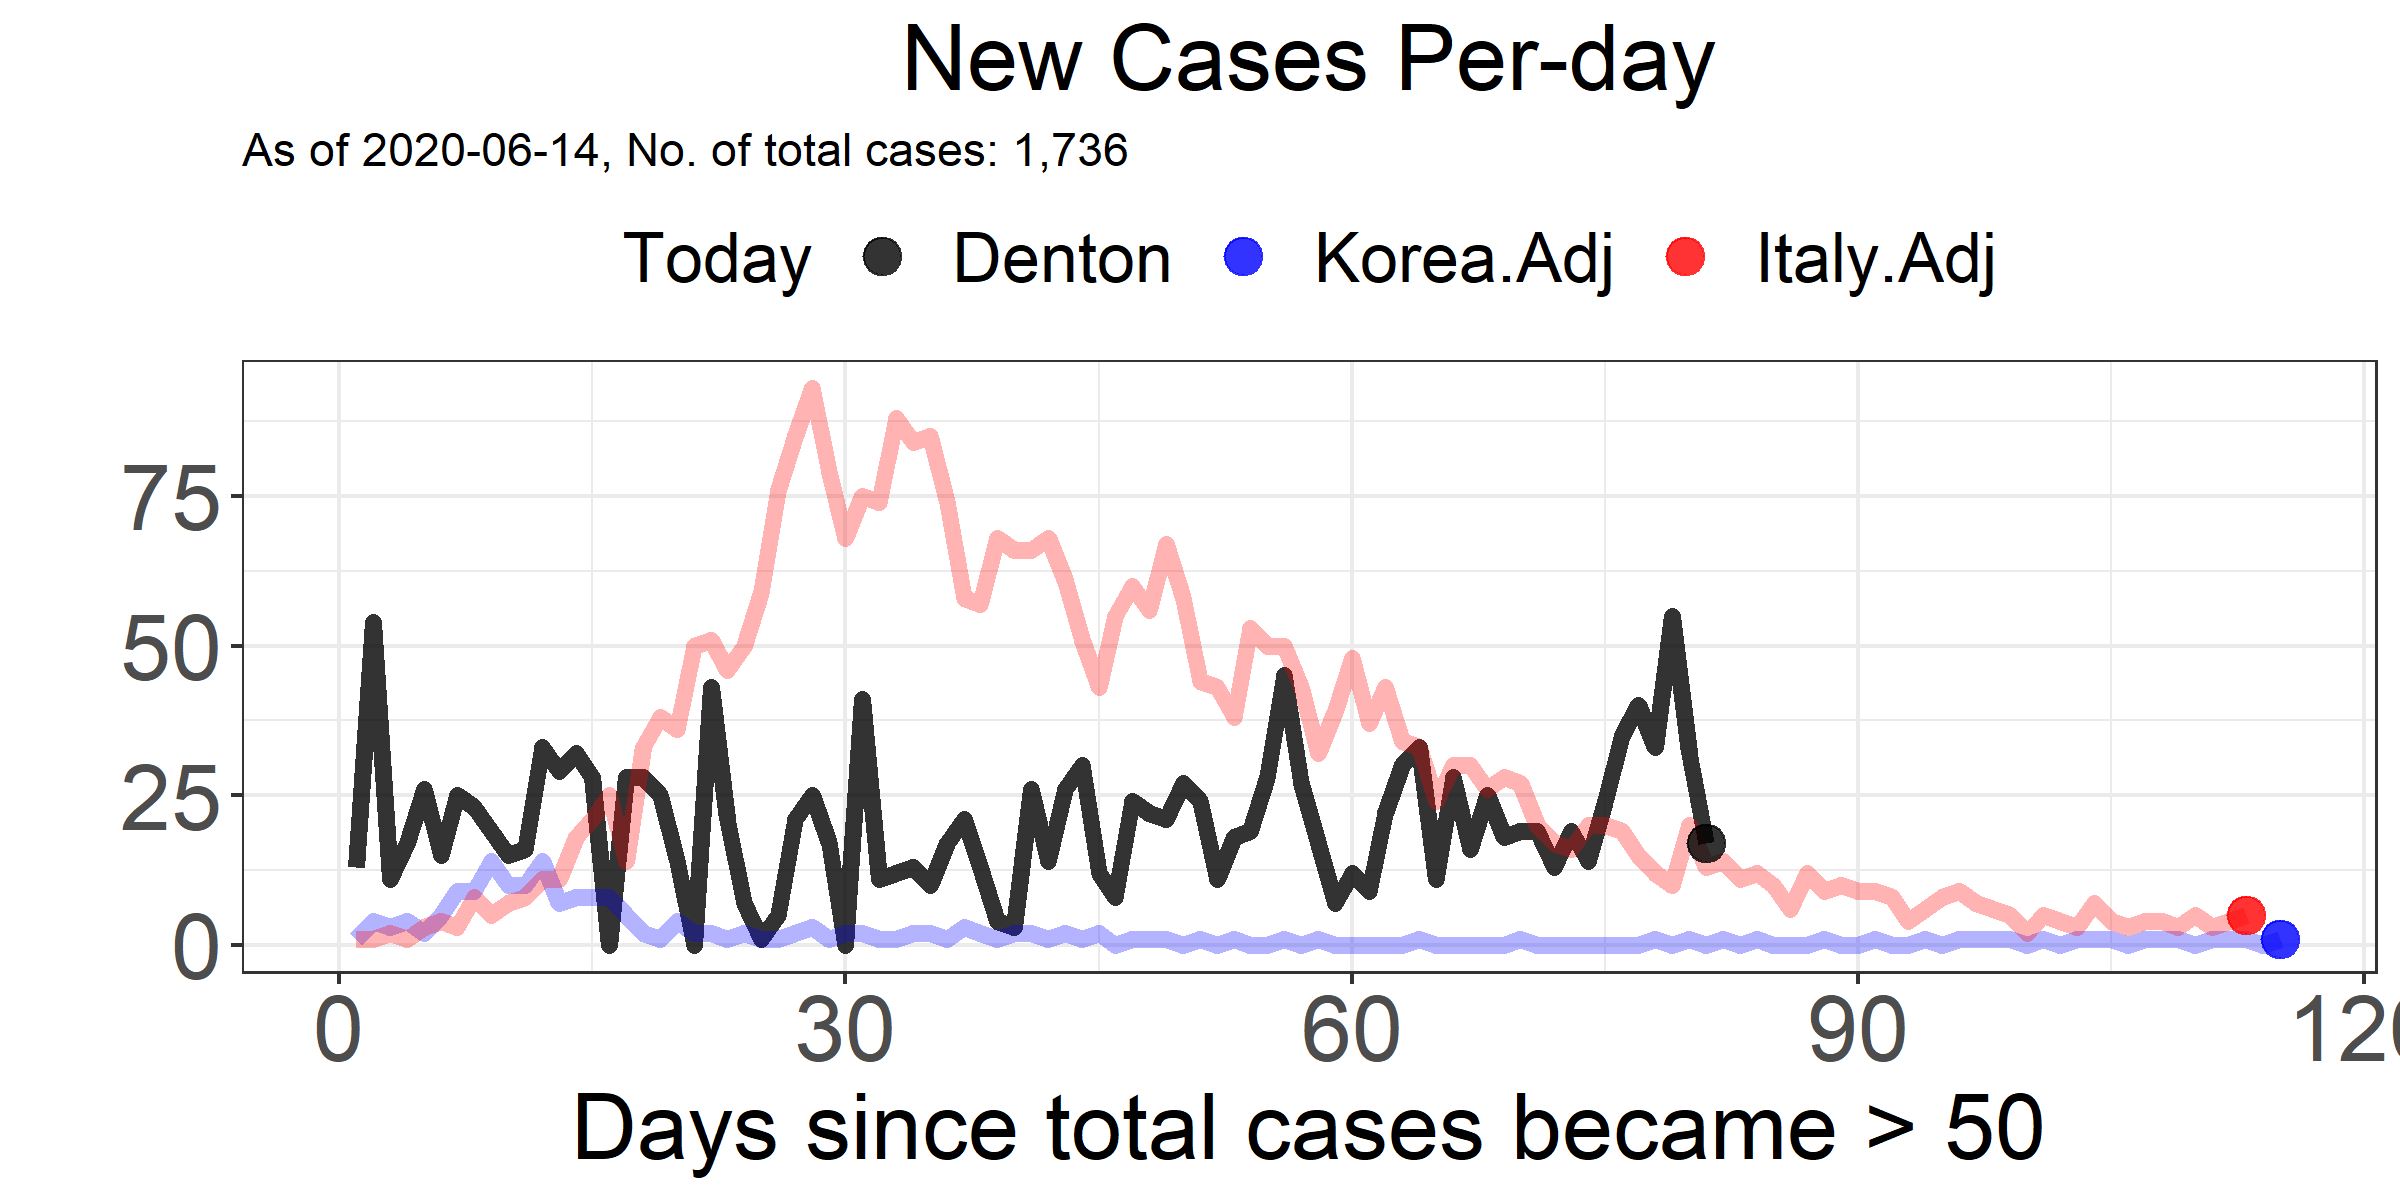 New Cases Per-day
As of 2020-06-14, No. of total cases: 1,736
Today Denton Korea.Adj Italy.Adj
75
50
25
0
0 30 60 90 120
Days since total cases became > 50